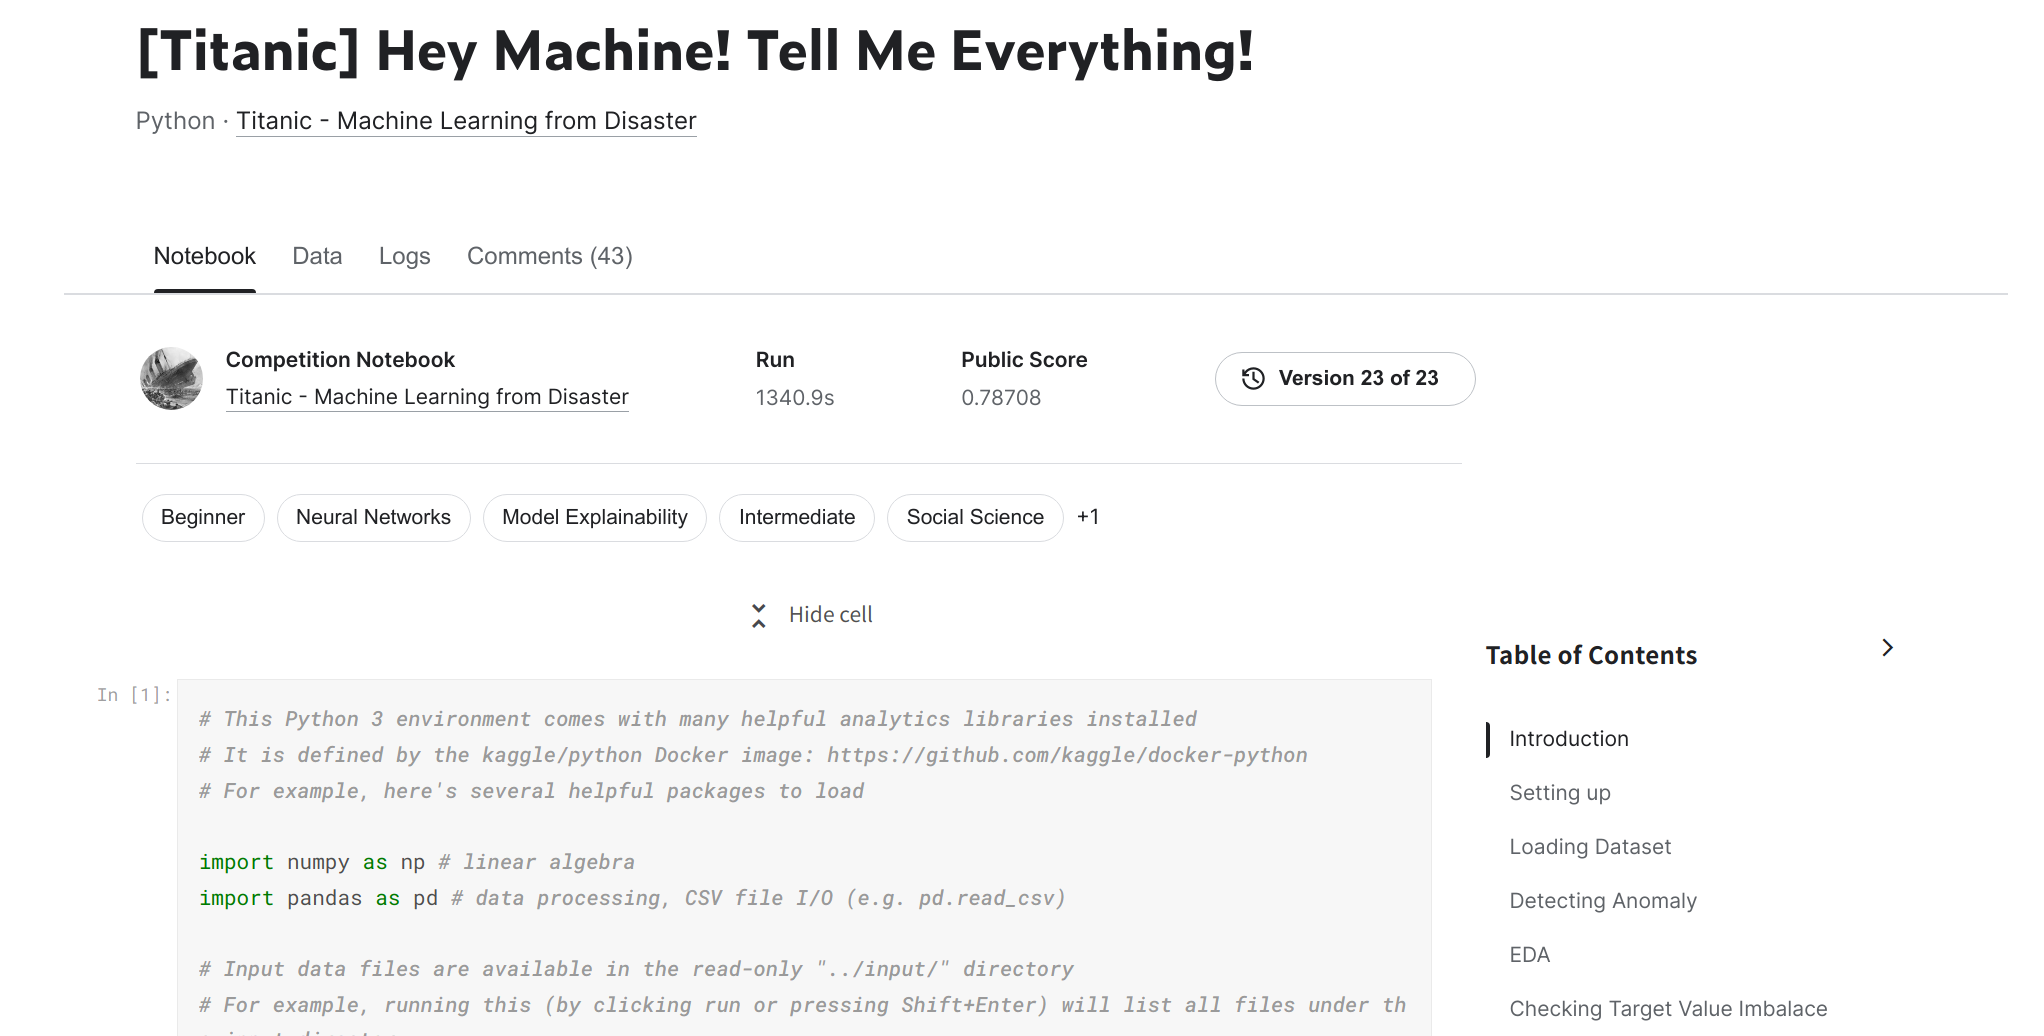 [Titanic] Hey Machine! Tell Me Everything!
Python · Titanic - Machine Learning from Disaster
Notebook Data Logs Comments (43)
Competition Notebook
Titanic - Machine Learning from Disaster
Run
1340.9s
Public Score
0.78708
Version 23 of 23
Beginner Neural Networks Model Explainability Intermediate Social Science +1
Hide cell
In [1]:
# This Python 3 environment comes with many helpful analytics libraries installed
# It is defined by the kaggle/python Docker image: https://github.com/kaggle/docker-python
# For example, here's several helpful packages to load
import numpy as np # linear algebra
import pandas as pd # data processing, CSV file I/O (e.g. pd.read_csv)
# Input data files are available in the read-only "../input/" directory
# For example, running this (by clicking run or pressing Shift+Enter) will list all files under th
Table of Contents
Introduction
Setting up
Loading Dataset
Detecting Anomaly
EDA
Checking Target Value Imbalace